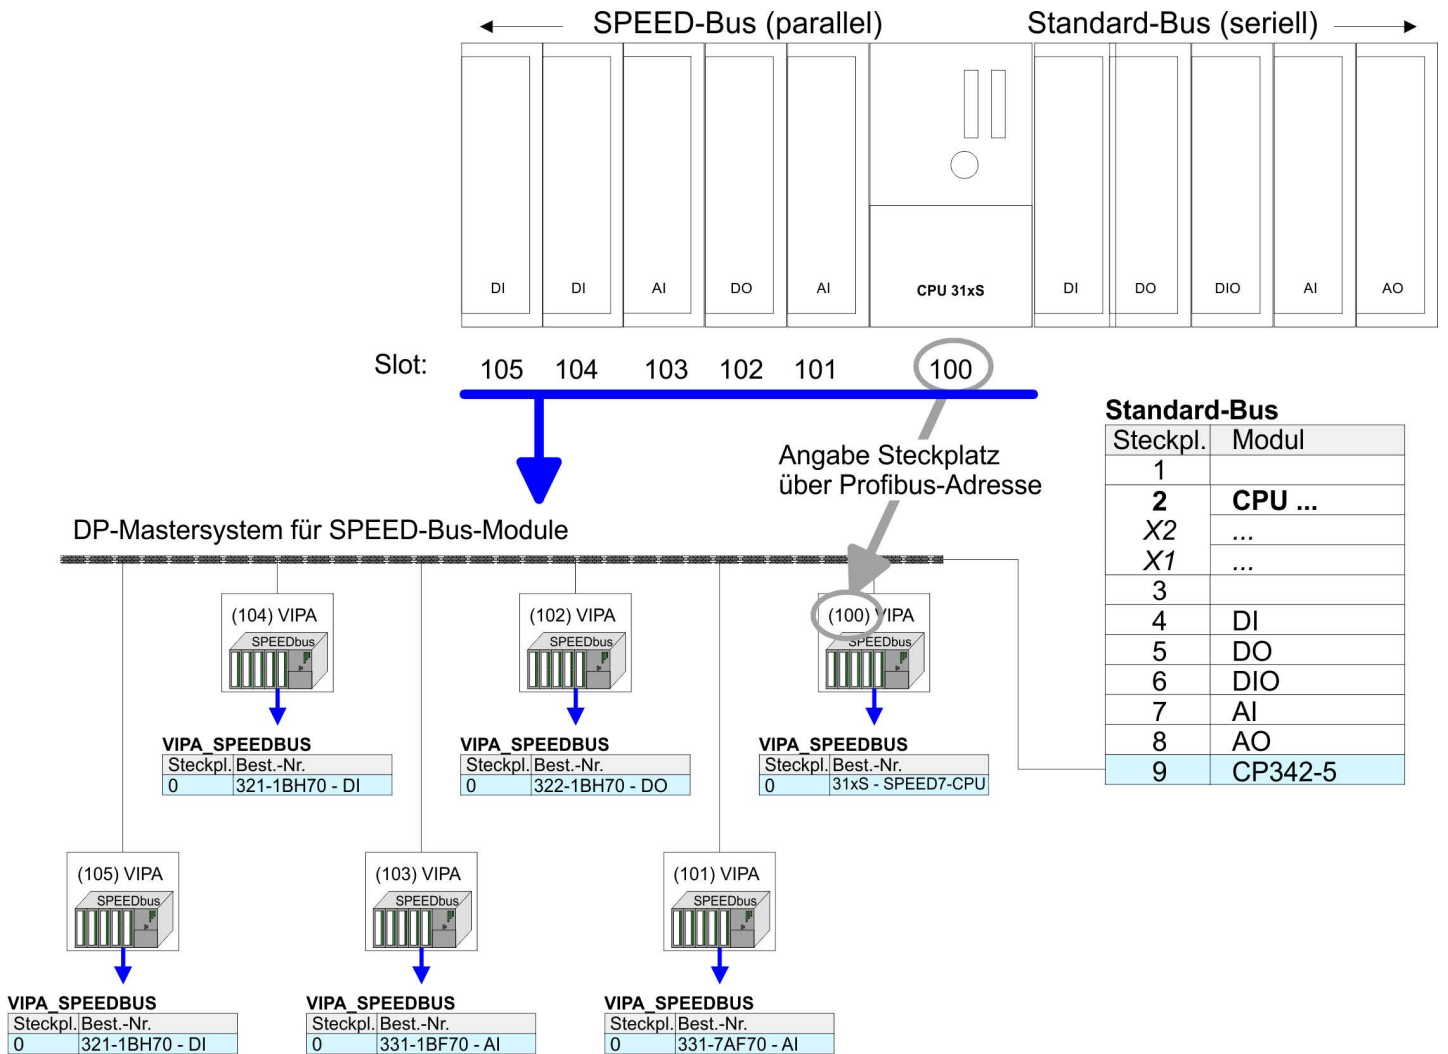 SPEED-Bus (parallel) Standard-Bus (seriell)
DI DI AI DO AI CPU 31xS DI DO DIO AI AO
Slot: 105 104 103 102 101 100
Angabe Steckplatz
über Profibus-Adresse
Standard-Bus
Steckpl. Modul
1
2 CPU ...
X2 ...
X1 ...
3
4 DI
5 DO
6 DIO
7 AI
8 AO
9 CP342-5
DP-Mastersystem für SPEED-Bus-Module
(104) VIPA
SPEEDbus
VIPA_SPEEDBUS
Steckpl. Best.-Nr.
0 321-1BH70 - DI
(102) VIPA
SPEEDbus
VIPA_SPEEDBUS
Steckpl. Best.-Nr.
0 322-1BH70 - DO
(100) VIPA
SPEEDbus
VIPA_SPEEDBUS
Steckpl. Best.-Nr.
0 31xS - SPEED7-CPU
(105) VIPA
SPEEDbus
VIPA_SPEEDBUS
Steckpl. Best.-Nr.
0 321-1BH70 - DI
(103) VIPA
SPEEDbus
VIPA_SPEEDBUS
Steckpl. Best.-Nr.
0 331-1BF70 - AI
(101) VIPA
SPEEDbus
VIPA_SPEEDBUS
Steckpl. Best.-Nr.
0 331-7AF70 - AI